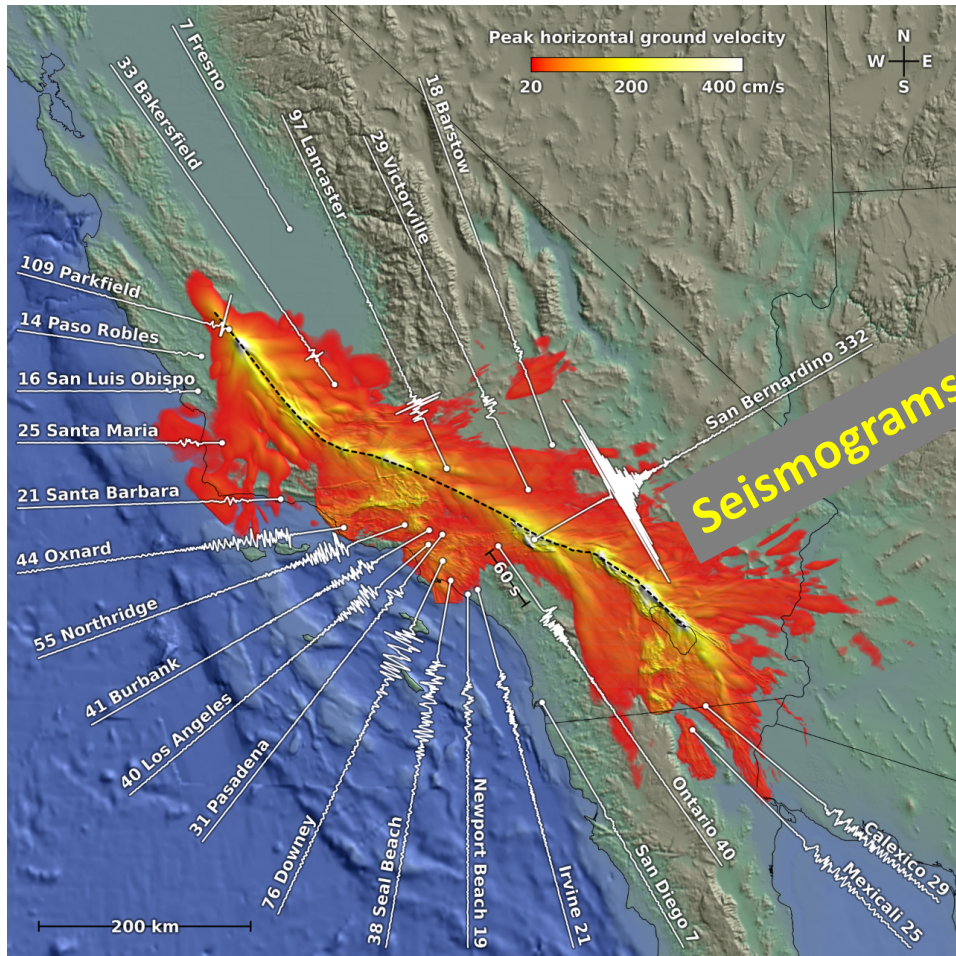 Peak horizontal ground velocity
20 200 400 cm/s
N
W E
S
7 Fresno
33 Bakersfield
97 Lancaster
29 Victorville
18 Barstow
109 Parkfield
14 Paso Robles
16 San Luis Obispo
25 Santa Maria
21 Santa Barbara
44 Oxnard
55 Northridge
41 Burbank
40 Los Angeles
31 Pasadena
76 Downey
38 Seal Beach
Newport Beach 19
Irvine 21
San Diego 7
Ontario 40
Mexicali 25
Calexico 29
San Bernardino 332
Seismograms
60 s
200 km